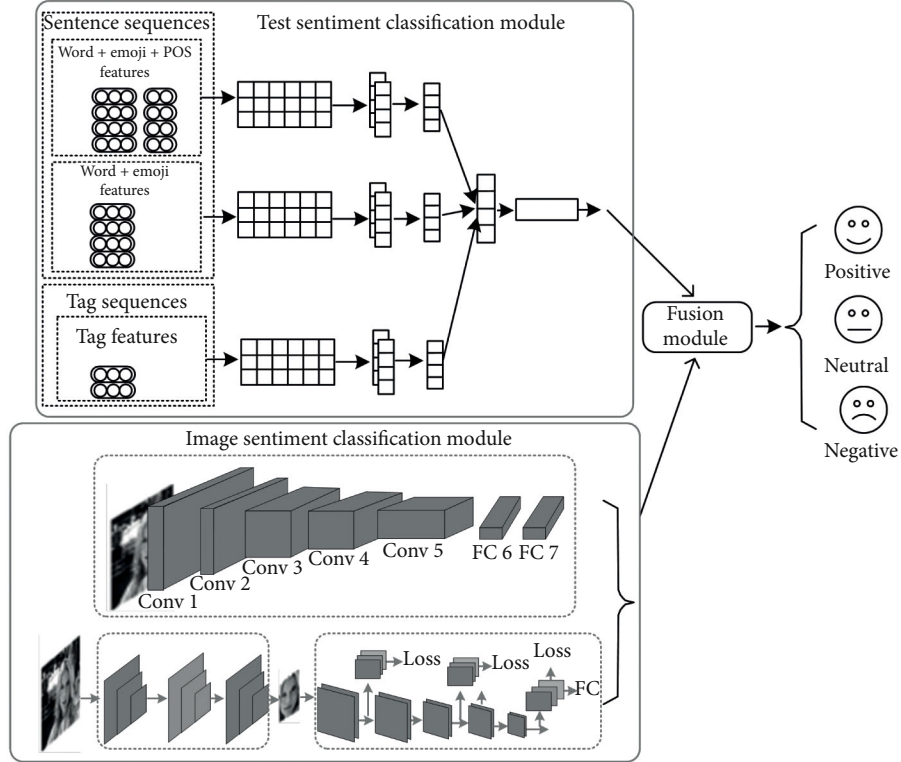 Sentence sequences
Test sentiment classification module
Word + emoji + POS
features
Word + emoji
features
Tag sequences
Tag features
Fusion
module
Positive
Neutral
Negative
Image sentiment classification module
Conv 1
Conv 2
Conv 3
Conv 4
Conv 5
FC 6
FC 7
Loss
Loss
Loss
FC